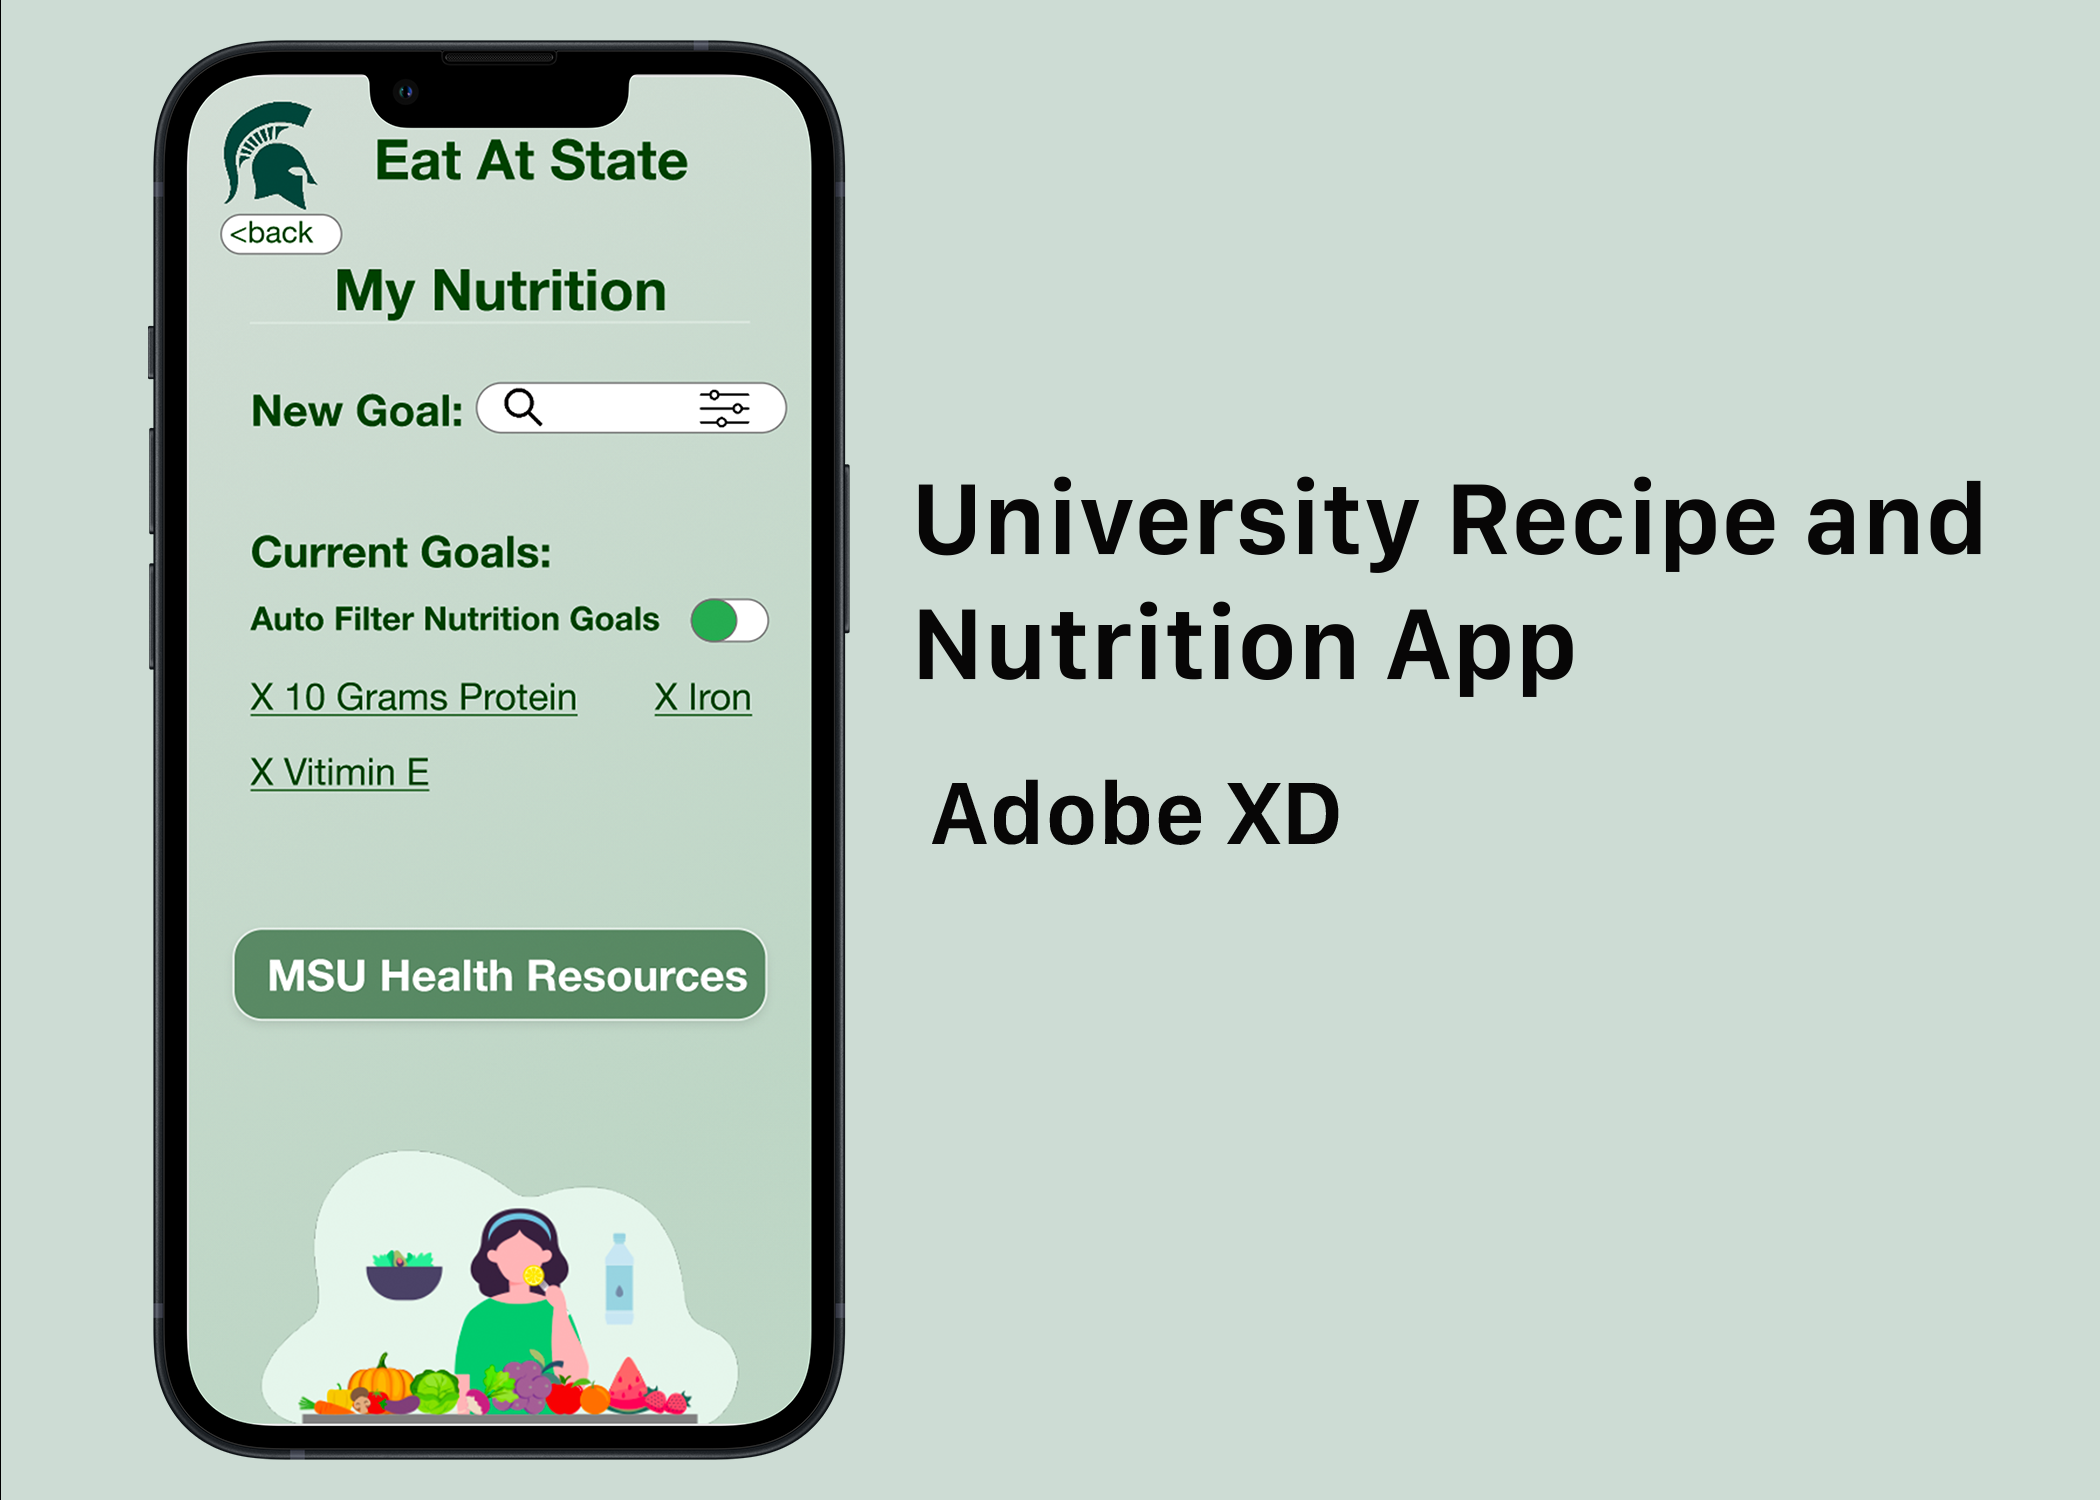 Eat At State
<back
My Nutrition
New Goal:
Current Goals:
Auto Filter Nutrition Goals
X 10 Grams Protein X Iron
X Vitimin E
MSU Health Resources
University Recipe and
Nutrition App
Adobe XD